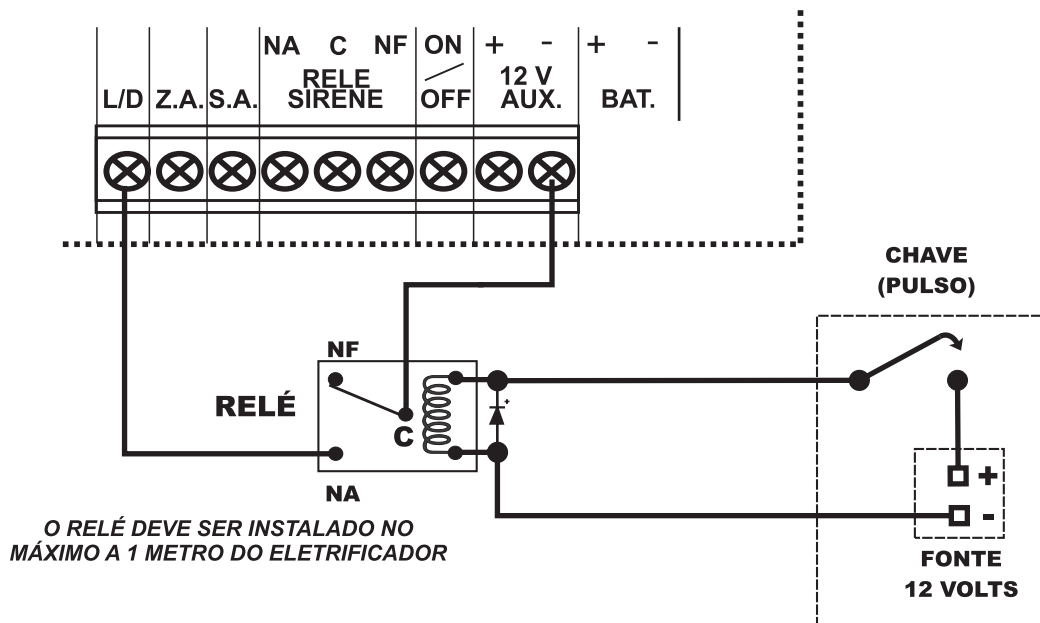 NA C NF ON + - + -
RELE 12 V
L/D Z.A. S.A. SIRENE OFF AUX. BAT.
CHAVE
(PULSO)
NF
RELÉ
C
NA
+
-
O RELÉ DEVE SER INSTALADO NO
MÁXIMO A 1 METRO DO ELETRIFICADOR
FONTE
12 VOLTS